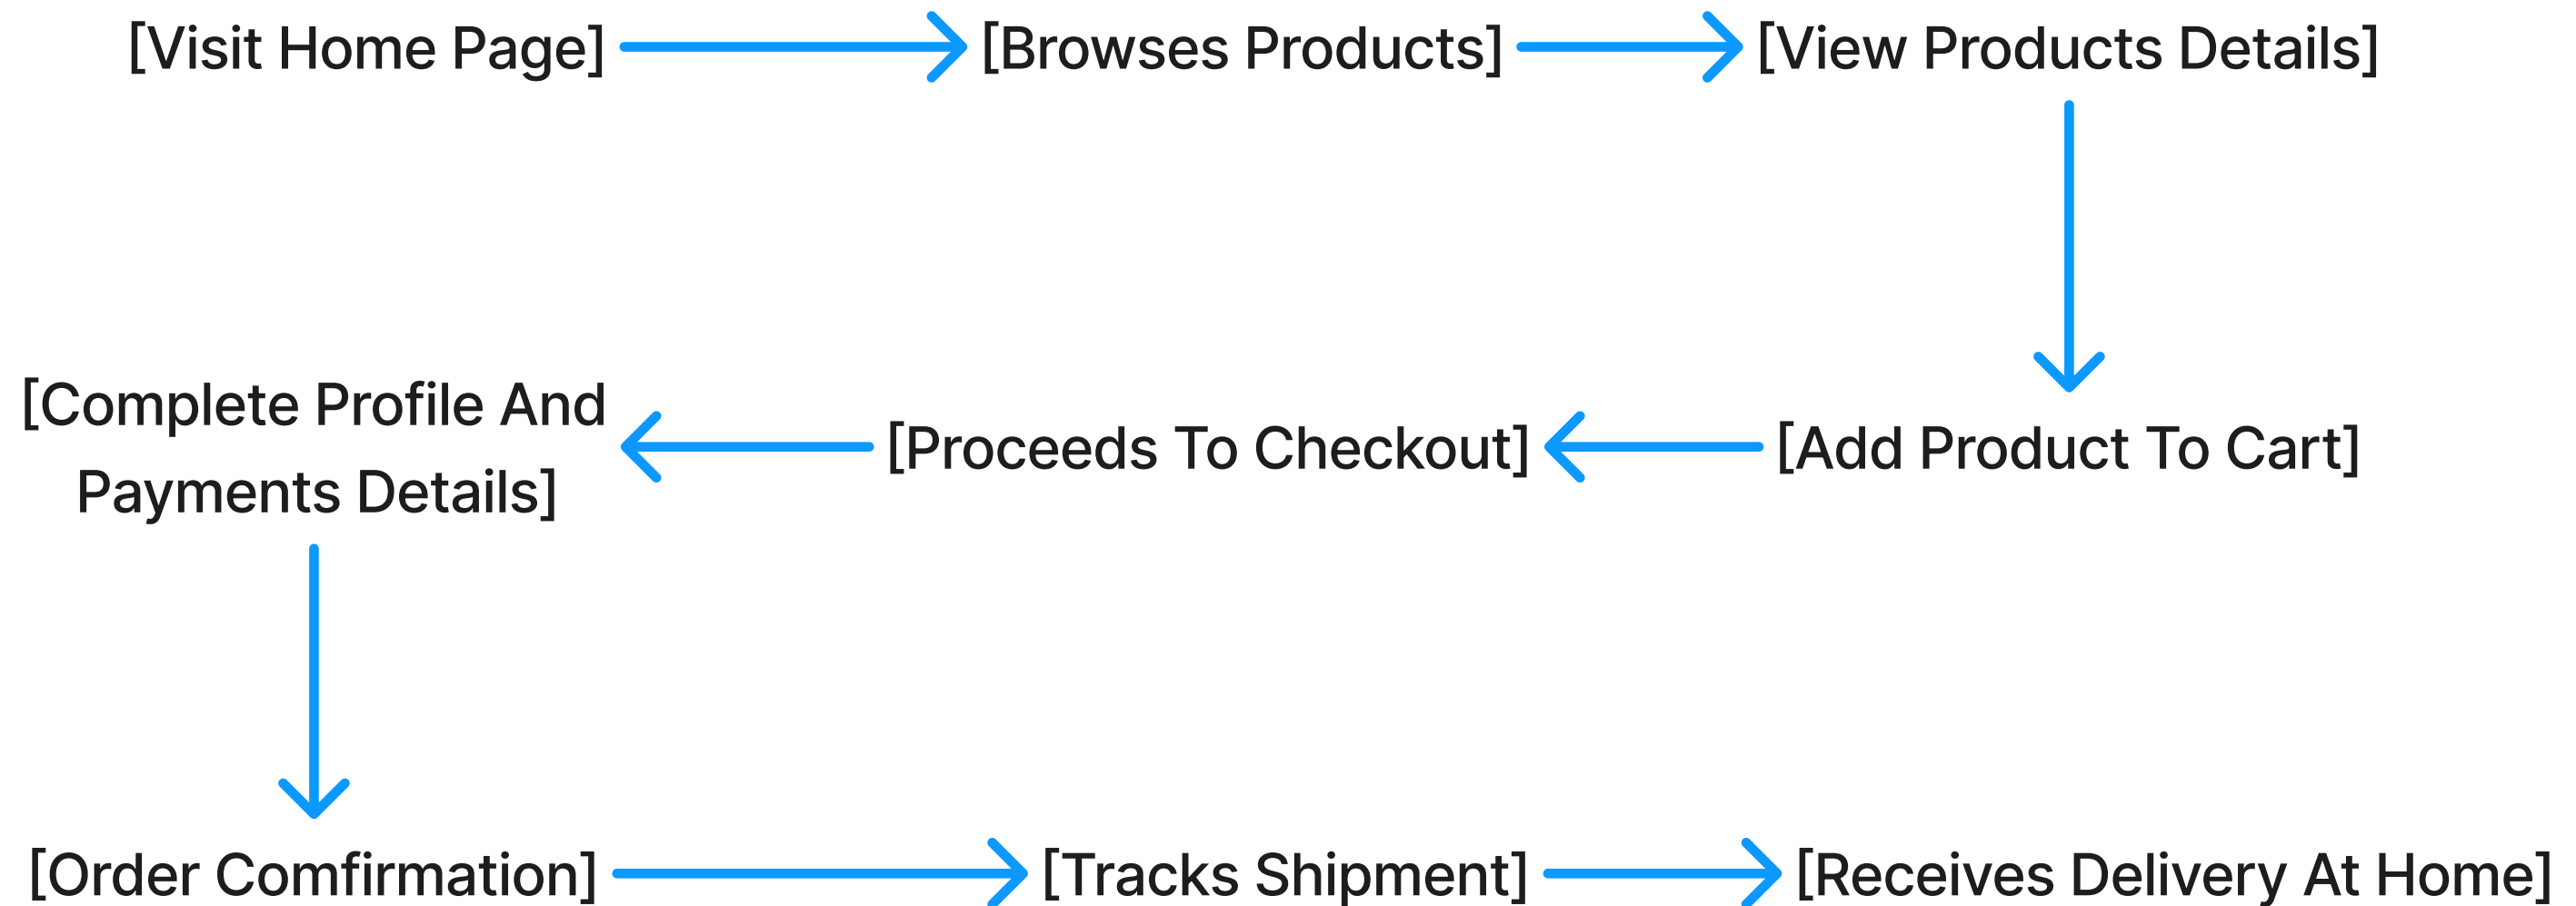 [Visit Home Page]
[Browses Products]
[View Products Details]
[Complete Profile And
Payments Details]
[Proceeds To Checkout]
[Add Product To Cart]
[Order Comfirmation]
[Tracks Shipment]
[Receives Delivery At Home]